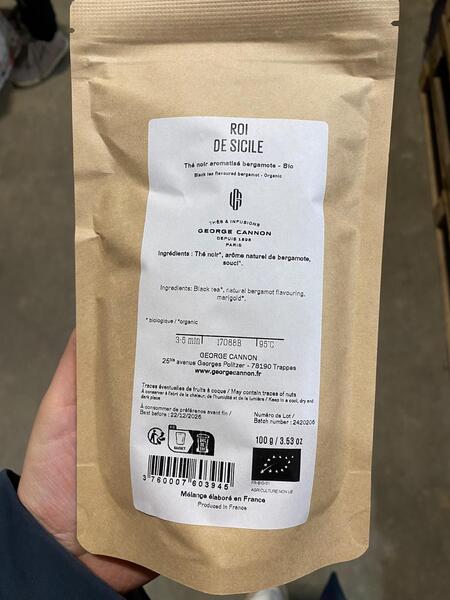 ROI
DE SICILE
Thé noir aromatisé bergamote - Bio
Black tea flavoured bergamot - Organic
THÉS & INFUSIONS
GEORGE CANNON
DEPUIS 1898
PARIS
Ingrédients : Thé noir*, arôme naturel de bergamote,
souci*.
Ingredients: Black tea*, natural bergamot flavouring,
marigold*.
* biologique / *organic
3-5 min 17088B 95°C
GEORGE CANNON
25bis avenue Georges Politzer - 78190 Trappes
www.georgecannon.fr
Traces éventuelles de fruits à coque / May contain traces of nuts
A conserver à l'abri de la chaleur, de l'humidité et de la lumière / Keep in a cool, dry and
dark place
A consommer de préférence avant fin /
Best before : 22/12/2026
Numéro de Lot /
Batch number : 2420206
100 g / 3.53 oz
FR-BIO-01
AGRICULTURE NON UE
3 760007 603945
Mélange élaboré en France
Produced in France